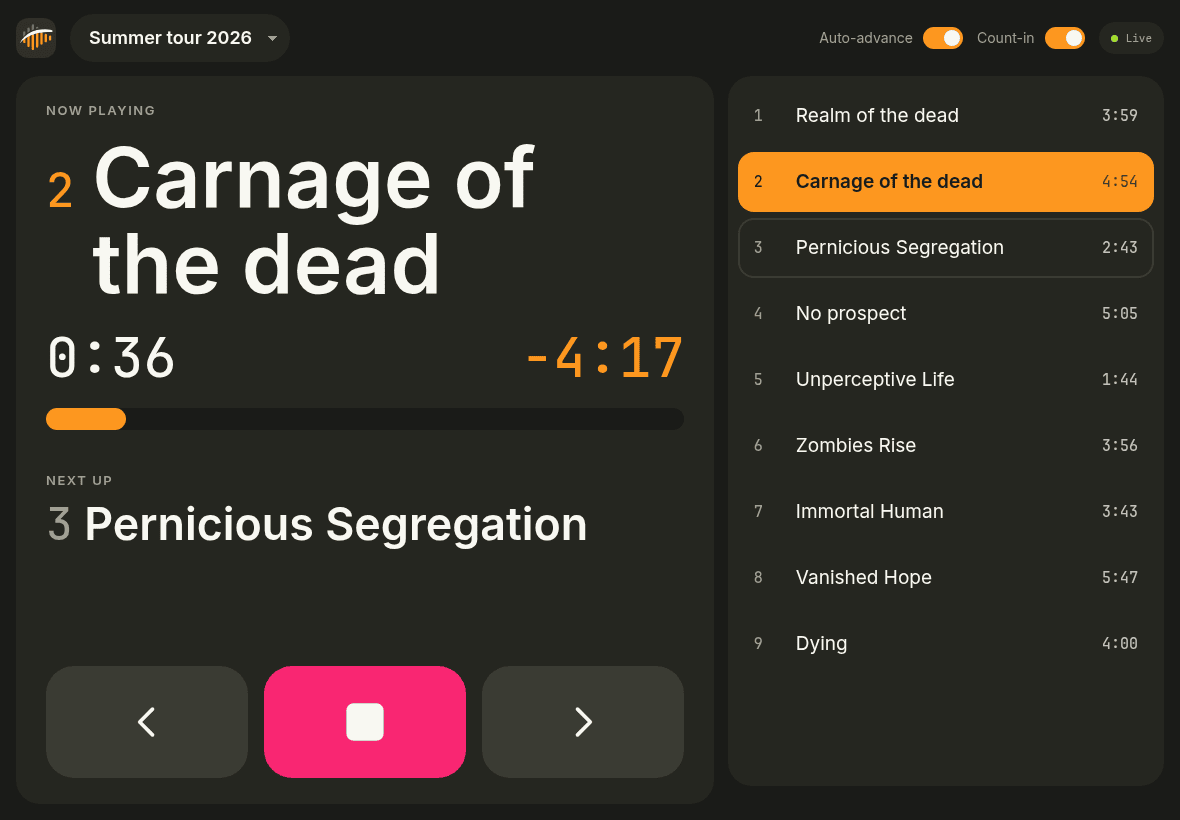 Summer tour 2026
Auto-advance
Count-in
Live
NOW PLAYING
2 Carnage of
the dead
0:36
-4:17
NEXT UP
3 Pernicious Segregation
1 Realm of the dead 3:59
2 Carnage of the dead 4:54
3 Pernicious Segregation 2:43
4 No prospect 5:05
5 Unperceptive Life 1:44
6 Zombies Rise 3:56
7 Immortal Human 3:43
8 Vanished Hope 5:47
9 Dying 4:00